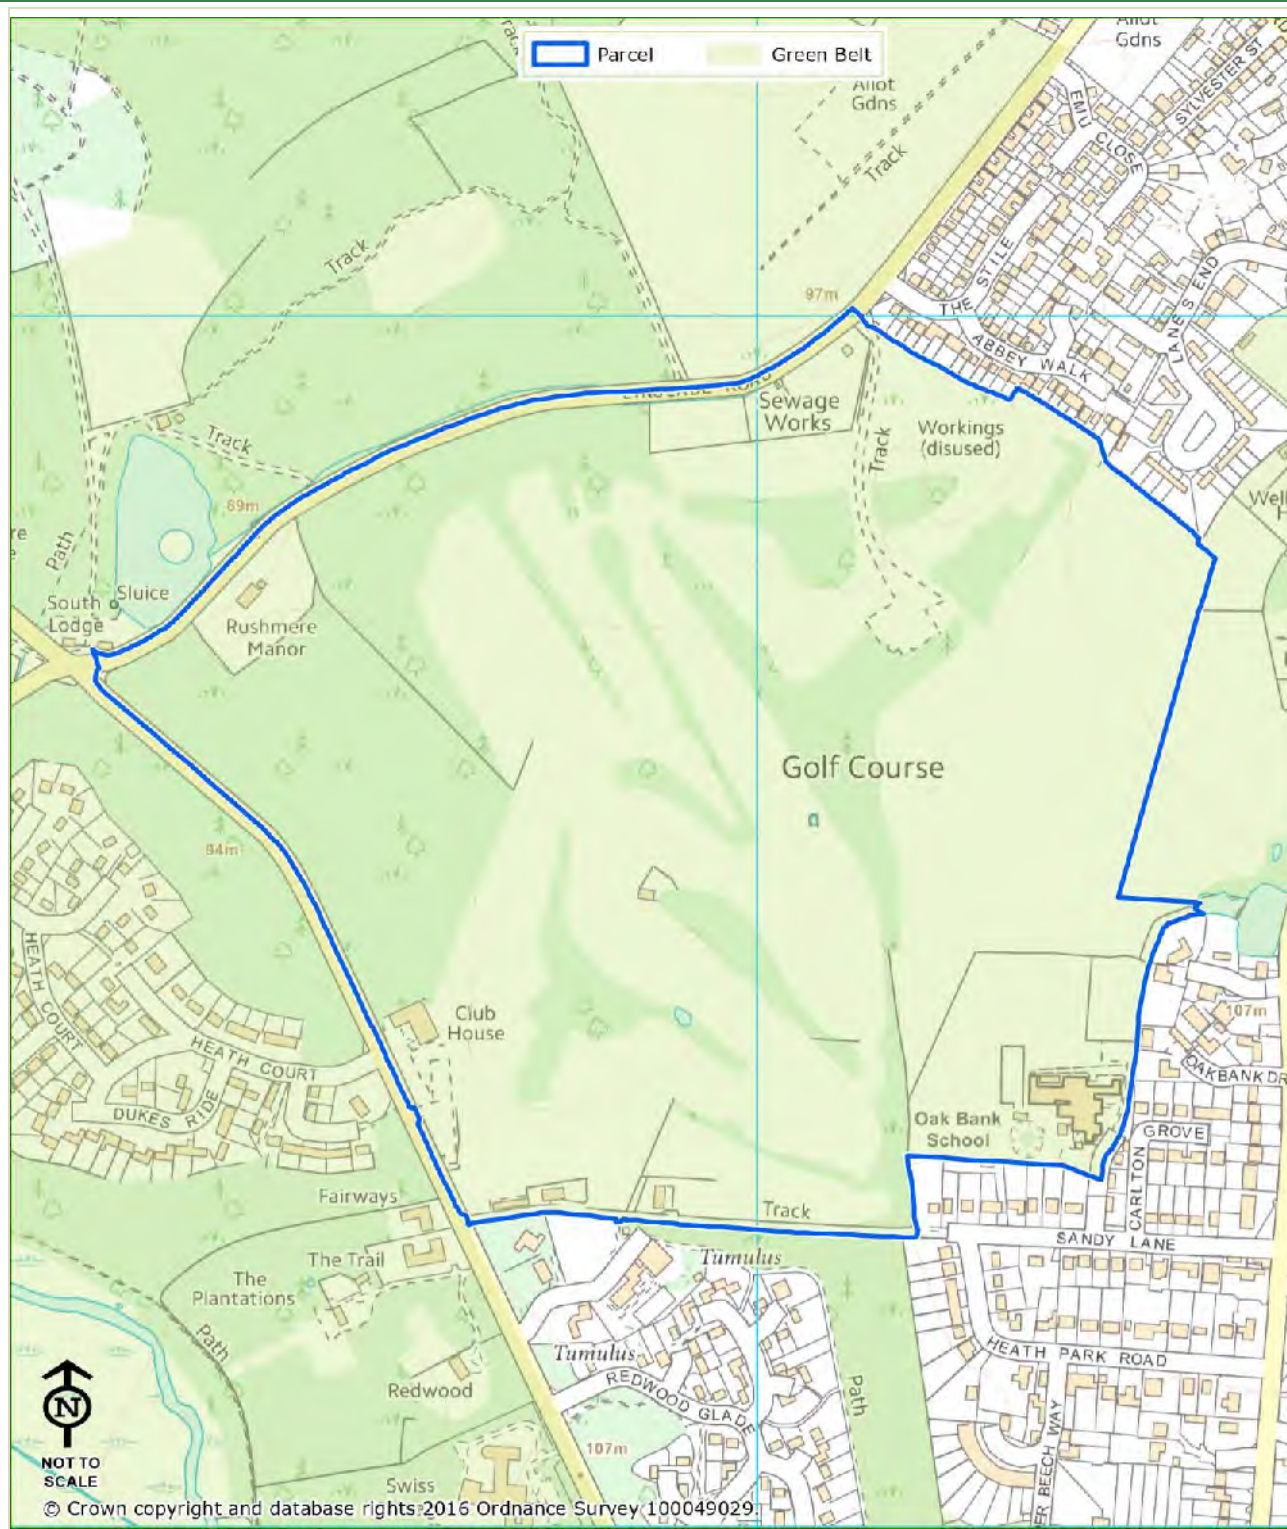 Parcel
Green Belt
Allot
Gdns
Allot
Gdns
SYLVESTER ST
EMU CLOSE
Track
Track
97m
THE STILE
LANE'S END
ABBEY WALK
Sewage
Works
Workings
(disused)
Track
Track
89m
Path
Sluice
South
Lodge
Rushmere
Manor
Golf Course
94m
HEATH COURT
Club
House
HEATH COURT
DUKES RIDE
107m
OAKBANK DR
Oak Bank
School
GROVE
CARLTON
Fairways
Track
SANDY LANE
The Trail
Tumulus
The
Plantations
Path
Tumulus
HEATH PARK ROAD
Redwood
REDWOOD GLADE
Path
BEECH WAY
107m
Swiss
N
NOT TO
SCALE
© Crown copyright and database rights 2016 Ordnance Survey 100049029.